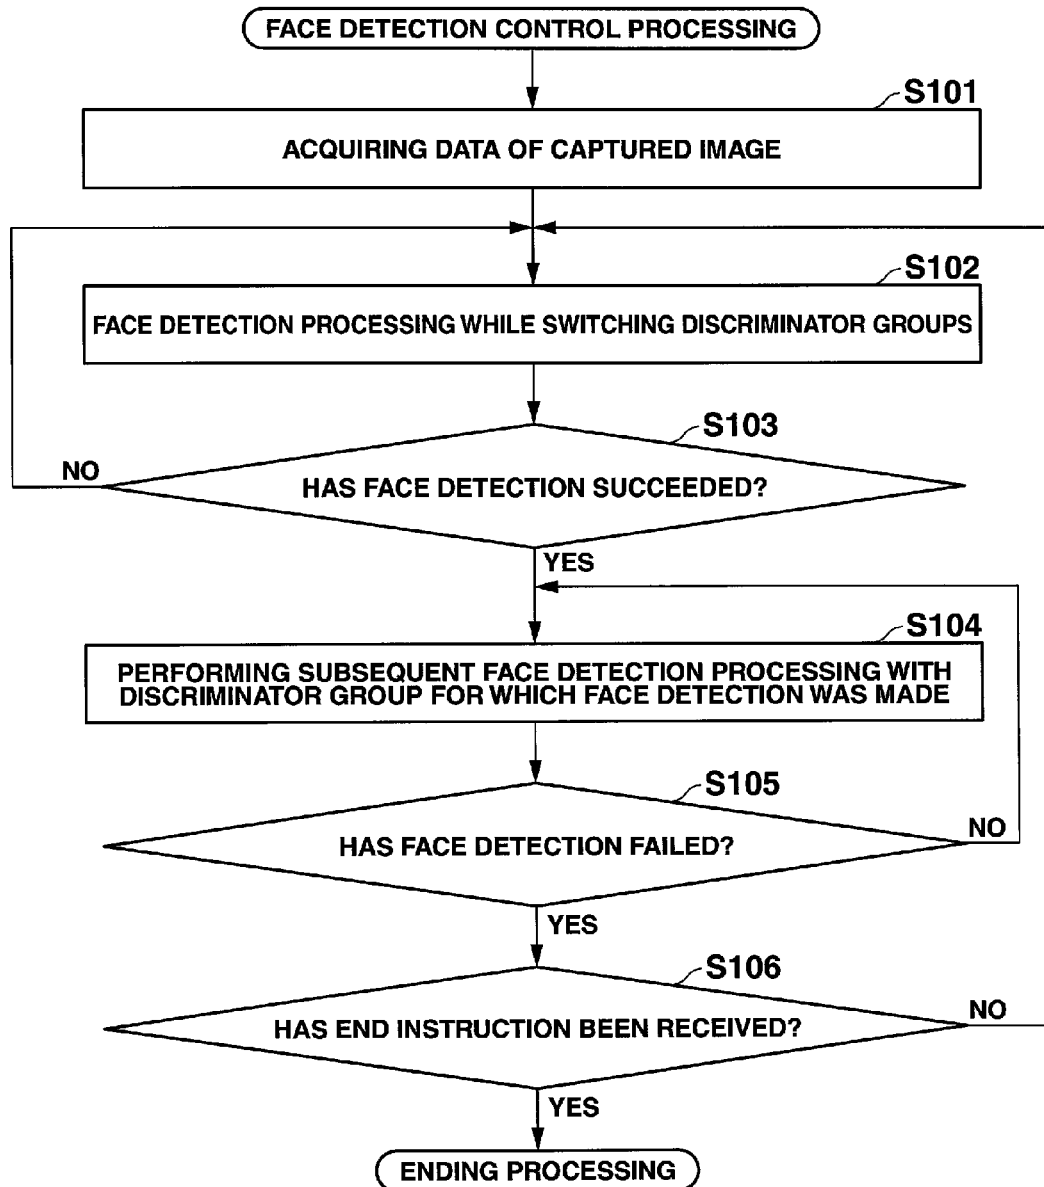 FACE DETECTION CONTROL PROCESSING
S101
ACQUIRING DATA OF CAPTURED IMAGE
S102
FACE DETECTION PROCESSING WHILE SWITCHING DISCRIMINATOR GROUPS
S103
NO
HAS FACE DETECTION SUCCEEDED?
YES
S104
PERFORMING SUBSEQUENT FACE DETECTION PROCESSING WITH
DISCRIMINATOR GROUP FOR WHICH FACE DETECTION WAS MADE
S105
NO
HAS FACE DETECTION FAILED?
YES
S106
NO
HAS END INSTRUCTION BEEN RECEIVED?
YES
ENDING PROCESSING